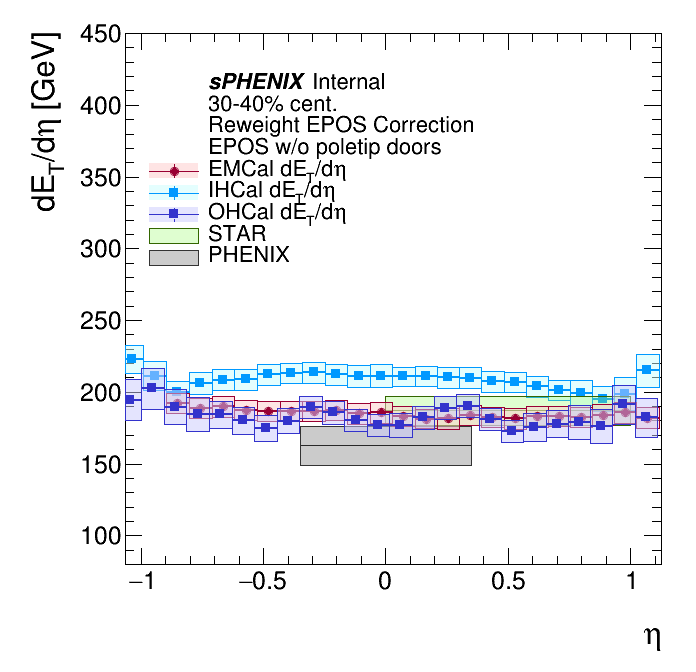 dE_T/dη [GeV]
450
400
350
300
250
200
150
100
sPHENIX Internal
30-40% cent.
Reweight EPOS Correction
EPOS w/o poletip doors
EMCal dE_T/dη
IHCal dE_T/dη
OHCal dE_T/dη
STAR
PHENIX
−1 −0.5 0 0.5 1
η